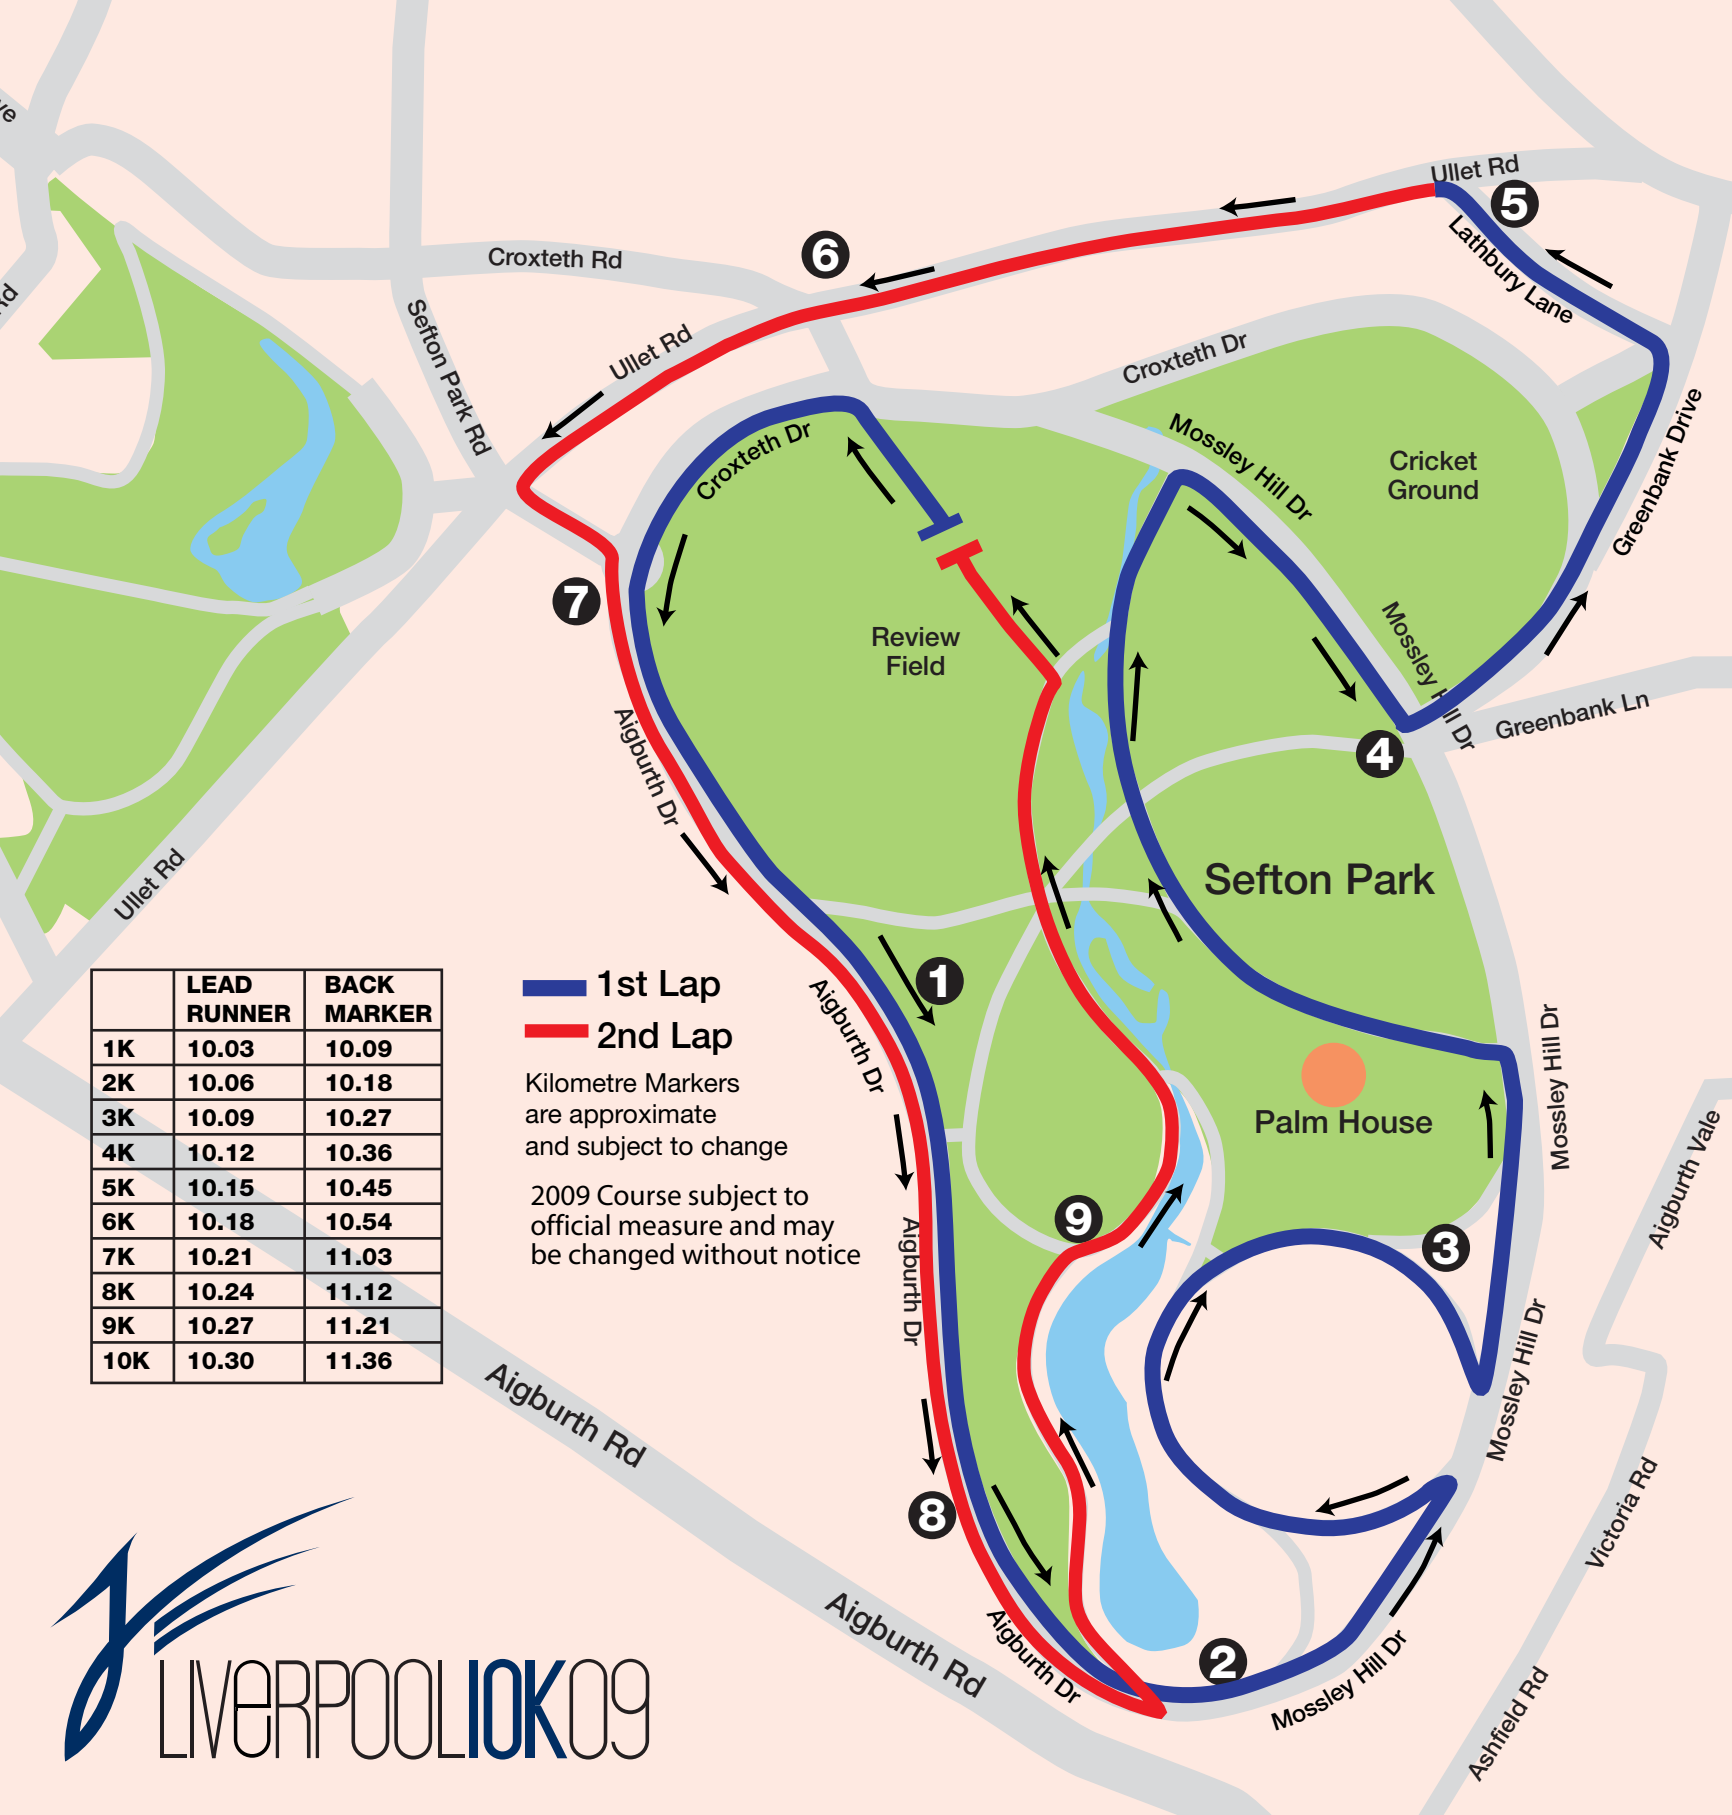 ve
Rd
Ullet Rd
5
Lathbury Lane
6
Croxteth Rd
Sefton Park Rd
Ullet Rd
Croxteth Dr
Mossley Hill Dr
Cricket
Ground
Greenbank Drive
Croxteth Dr
7
Review
Field
Mossley Hill Dr
Greenbank Ln
4
Aigburth Dr
Ullet Rd
Sefton Park
1
Aigburth Dr
LEAD RUNNER BACK MARKER
1K 10.03 10.09
2K 10.06 10.18
3K 10.09 10.27
4K 10.12 10.36
5K 10.15 10.45
6K 10.18 10.54
7K 10.21 11.03
8K 10.24 11.12
9K 10.27 11.21
10K 10.30 11.36
1st Lap
2nd Lap
Kilometre Markers
are approximate
and subject to change
2009 Course subject to
official measure and may
be changed without notice
Palm House
Mossley Hill Dr
Aigburth Vale
9
3
Aigburth Dr
Mossley Hill Dr
Aigburth Rd
8
Victoria Rd
Aigburth Rd
Aigburth Dr
2
Mossley Hill Dr
Ashfield Rd
LIVERPOOL10K09